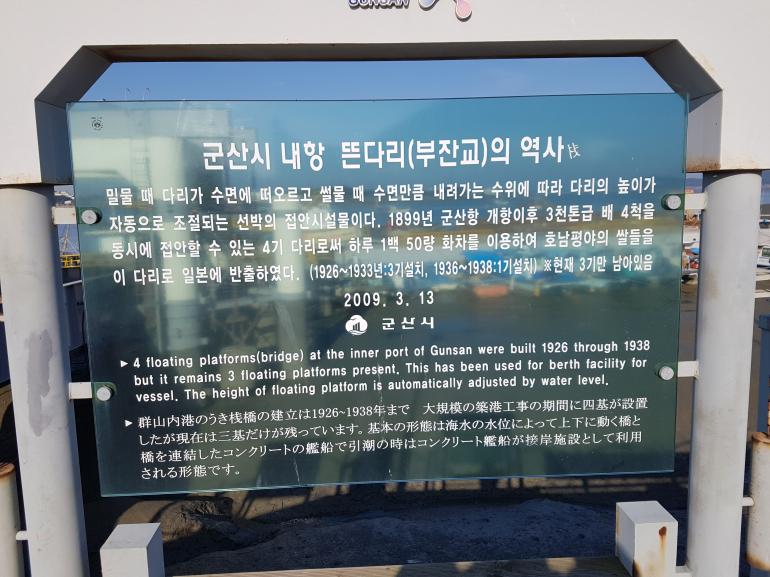 GUNSAN
군산시 내항 뜬다리(부잔교)의 역사
밀물 때 다리가 수면에 떠오르고 썰물 때 수면만큼 내려가는 수위에 따라 다리의 높이가
자동으로 조절되는 선박의 접안시설물이다. 1899년 군산항 개항이후 3천톤급 배 4척을
동시에 접안할 수 있는 4기 다리로써 하루 1백 50량 화차를 이용하여 호남평야의 쌀들을
이 다리로 일본에 반출하였다. (1926~1933년:3기설치, 1936~1938:1기설치) ※현재 3기만 남아있음
2009. 3. 13
군산시
▸ 4 floating platforms(bridge) at the inner port of Gunsan were built 1926 through 1938
but it remains 3 floating platforms present. This has been used for berth facility for
vessel. The height of floating platform is automatically adjusted by water level.
▸ 群山内港のうき桟橋の建立は1926~1938年まで 大規模の築港工事の期間に四基が設置
したが現在は三基だけが残っています。基本の形態は海水の水位によって上下に動く橋と
橋を連結したコンクリートの艦船で引潮の時はコンクリート艦船が接岸施設として利用
される形態です。